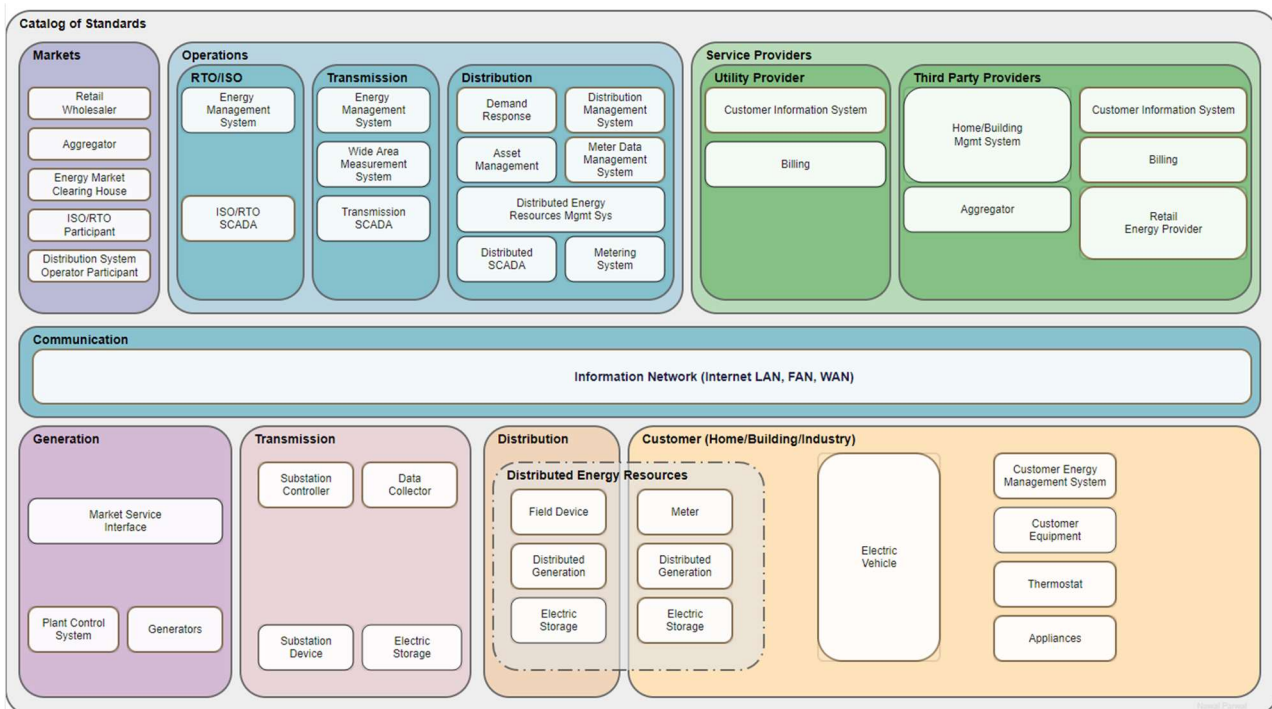 Catalog of Standards
Markets
Retail
Wholesaler
Aggregator
Energy Market
Clearing House
ISO/RTO
Participant
Distribution System
Operator Participant
Operations
RTO/ISO
Energy
Management
System
ISO/RTO
SCADA
Transmission
Energy
Management
System
Wide Area
Measurement
System
Transmission
SCADA
Distribution
Demand
Response
Distribution
Management
System
Asset
Management
Meter Data
Management
System
Distributed Energy
Resources Mgmt Sys
Distributed
SCADA
Metering
System
Service Providers
Utility Provider
Customer Information System
Billing
Third Party Providers
Home/Building
Mgmt System
Aggregator
Customer Information System
Billing
Retail
Energy Provider
Communication
Information Network (Internet LAN, FAN, WAN)
Generation
Market Service
Interface
Plant Control
System
Generators
Transmission
Substation
Controller
Data
Collector
Substation
Device
Electric
Storage
Distribution
Customer (Home/Building/Industry)
Distributed Energy Resources
Field Device
Meter
Distributed
Generation
Distributed
Generation
Electric
Storage
Electric
Storage
Electric
Vehicle
Customer Energy
Management System
Customer
Equipment
Thermostat
Appliances